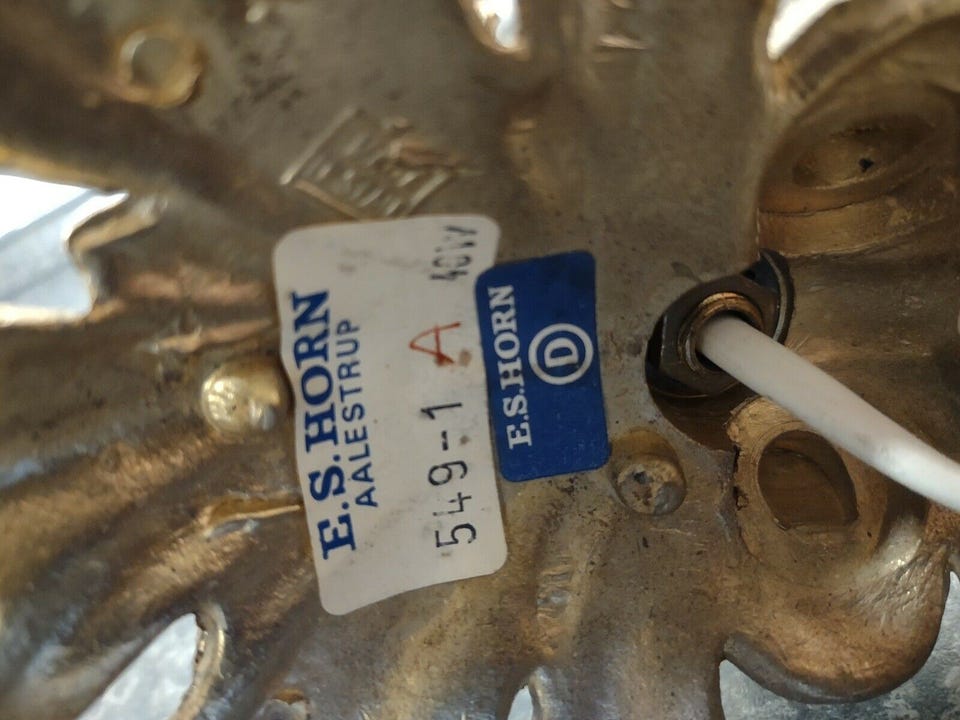 E.S.HORN
AALESTRUP
549-1 A 40W
E.S.HORN
D